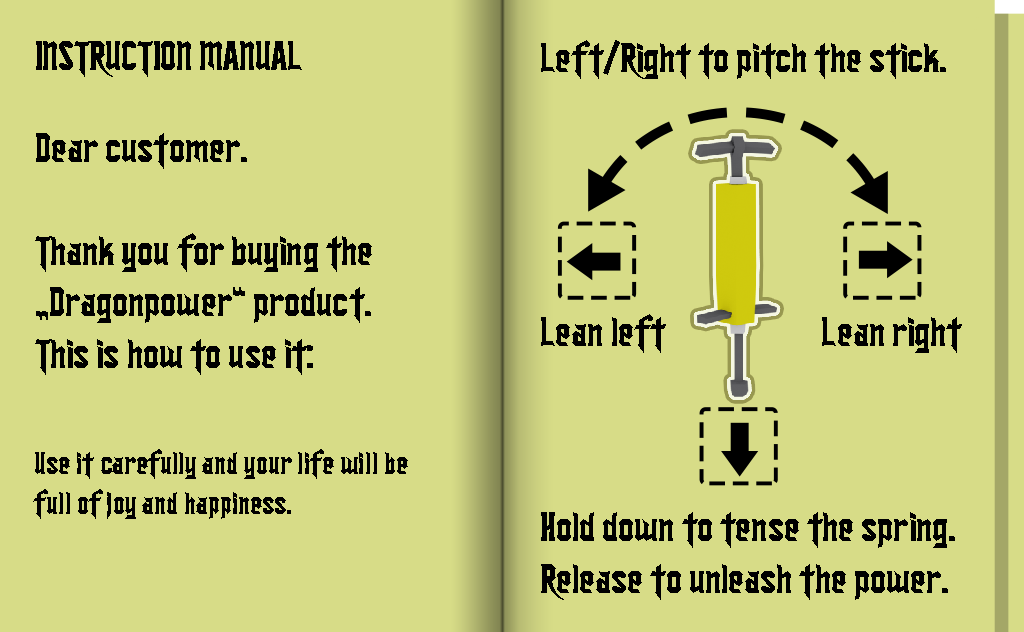 INSTRUCTION MANUAL
Dear customer.
Thank you for buying the
„Dragonpower“ product.
This is how to use it:
Use it carefully and your life will be
full of joy and happiness.
Left/Right to pitch the stick.
Lean left
Lean right
Hold down to tense the spring.
Release to unleash the power.